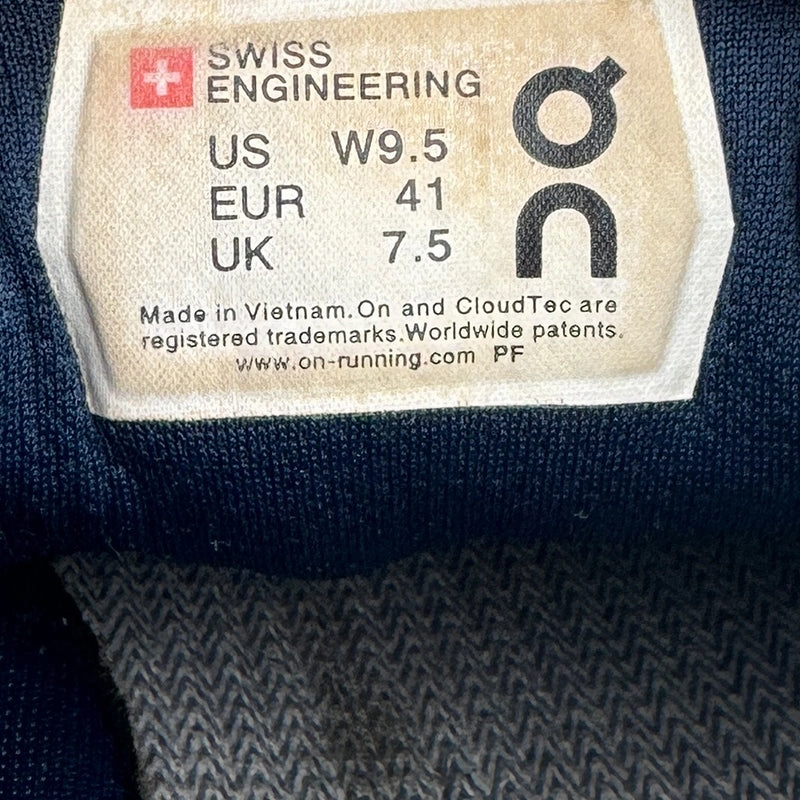 SWISS
ENGINEERING
US W9.5
EUR 41
UK 7.5
On
Made in Vietnam.On and CloudTec are
registered trademarks.Worldwide patents.
www.on-running.com PF